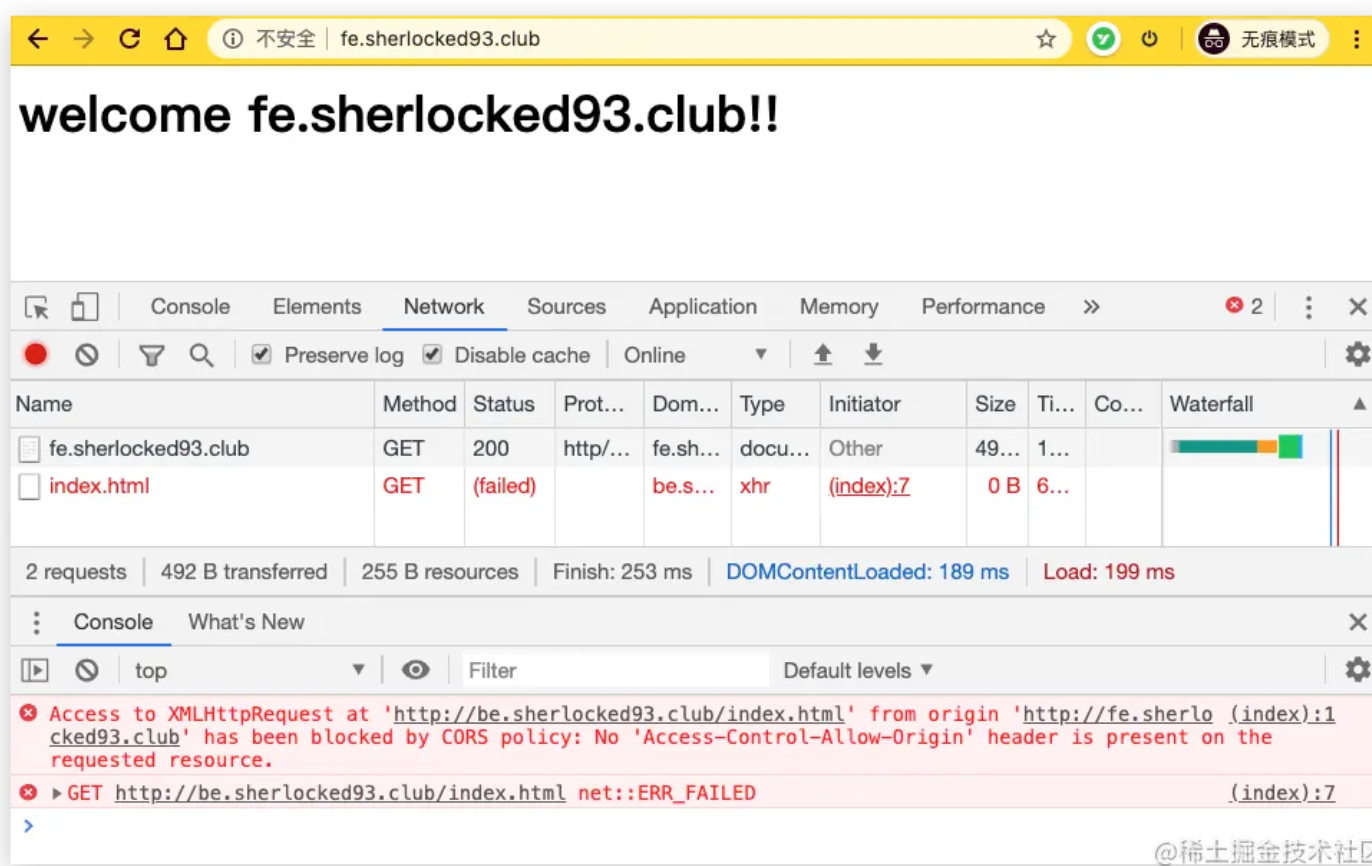 不安全 fe.sherlocked93.club 无痕模式
welcome fe.sherlocked93.club!!
Console Elements Network Sources Application Memory Performance » 2
Preserve log Disable cache Online
Name Method Status Prot... Dom... Type Initiator Size Ti... Co... Waterfall
fe.sherlocked93.club GET 200 http/... fe.sh... docu... Other 49... 1...
index.html GET (failed) be.s... xhr (index):7 0 B 6...
2 requests 492 B transferred 255 B resources Finish: 253 ms DOMContentLoaded: 189 ms Load: 199 ms
Console What's New
top Filter Default levels
Access to XMLHttpRequest at 'http://be.sherlocked93.club/index.html' from origin 'http://fe.sherlo (index):1
cked93.club' has been blocked by CORS policy: No 'Access-Control-Allow-Origin' header is present on the
requested resource.
GET http://be.sherlocked93.club/index.html net::ERR_FAILED (index):7
@稀土掘金技术社区